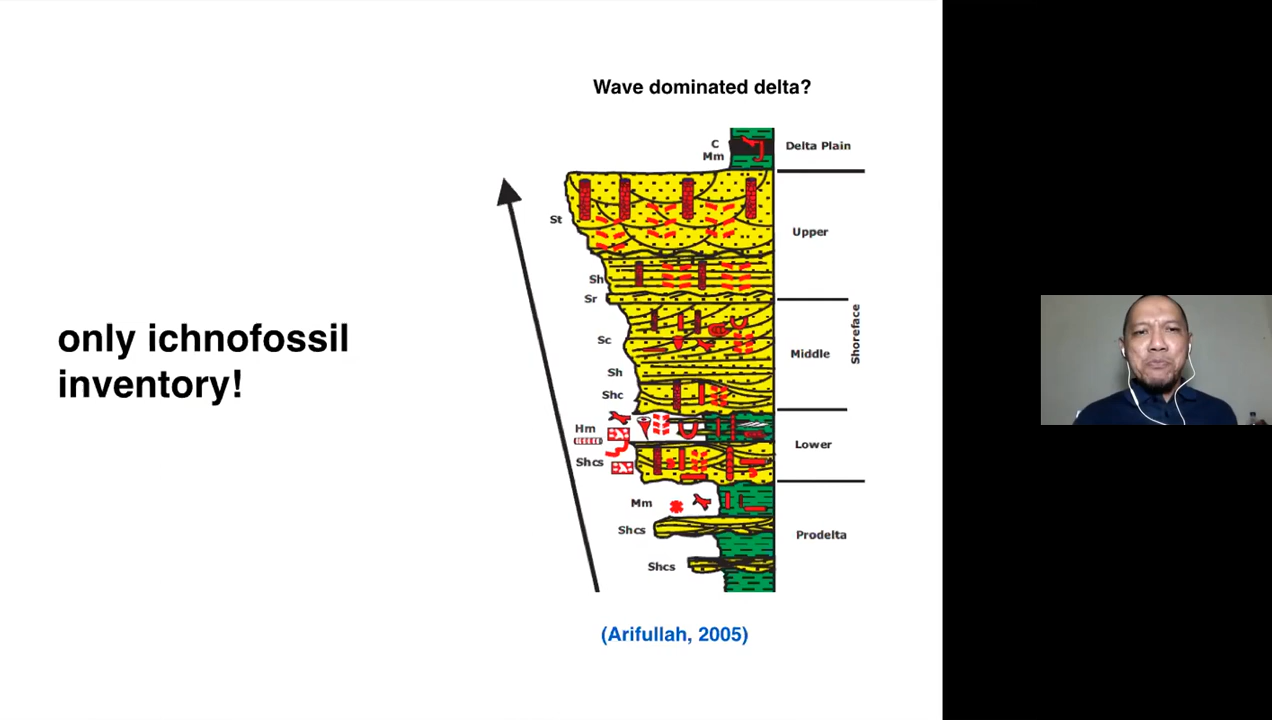 Wave dominated delta?
only ichnofossil
inventory!
C
Mm
Delta Plain
St
Upper
Sh
Sr
Sc
Middle
Shoreface
Sh
Shc
Hm
Lower
Shcs
Mm
Shcs
Prodelta
Shcs
(Arifullah, 2005)